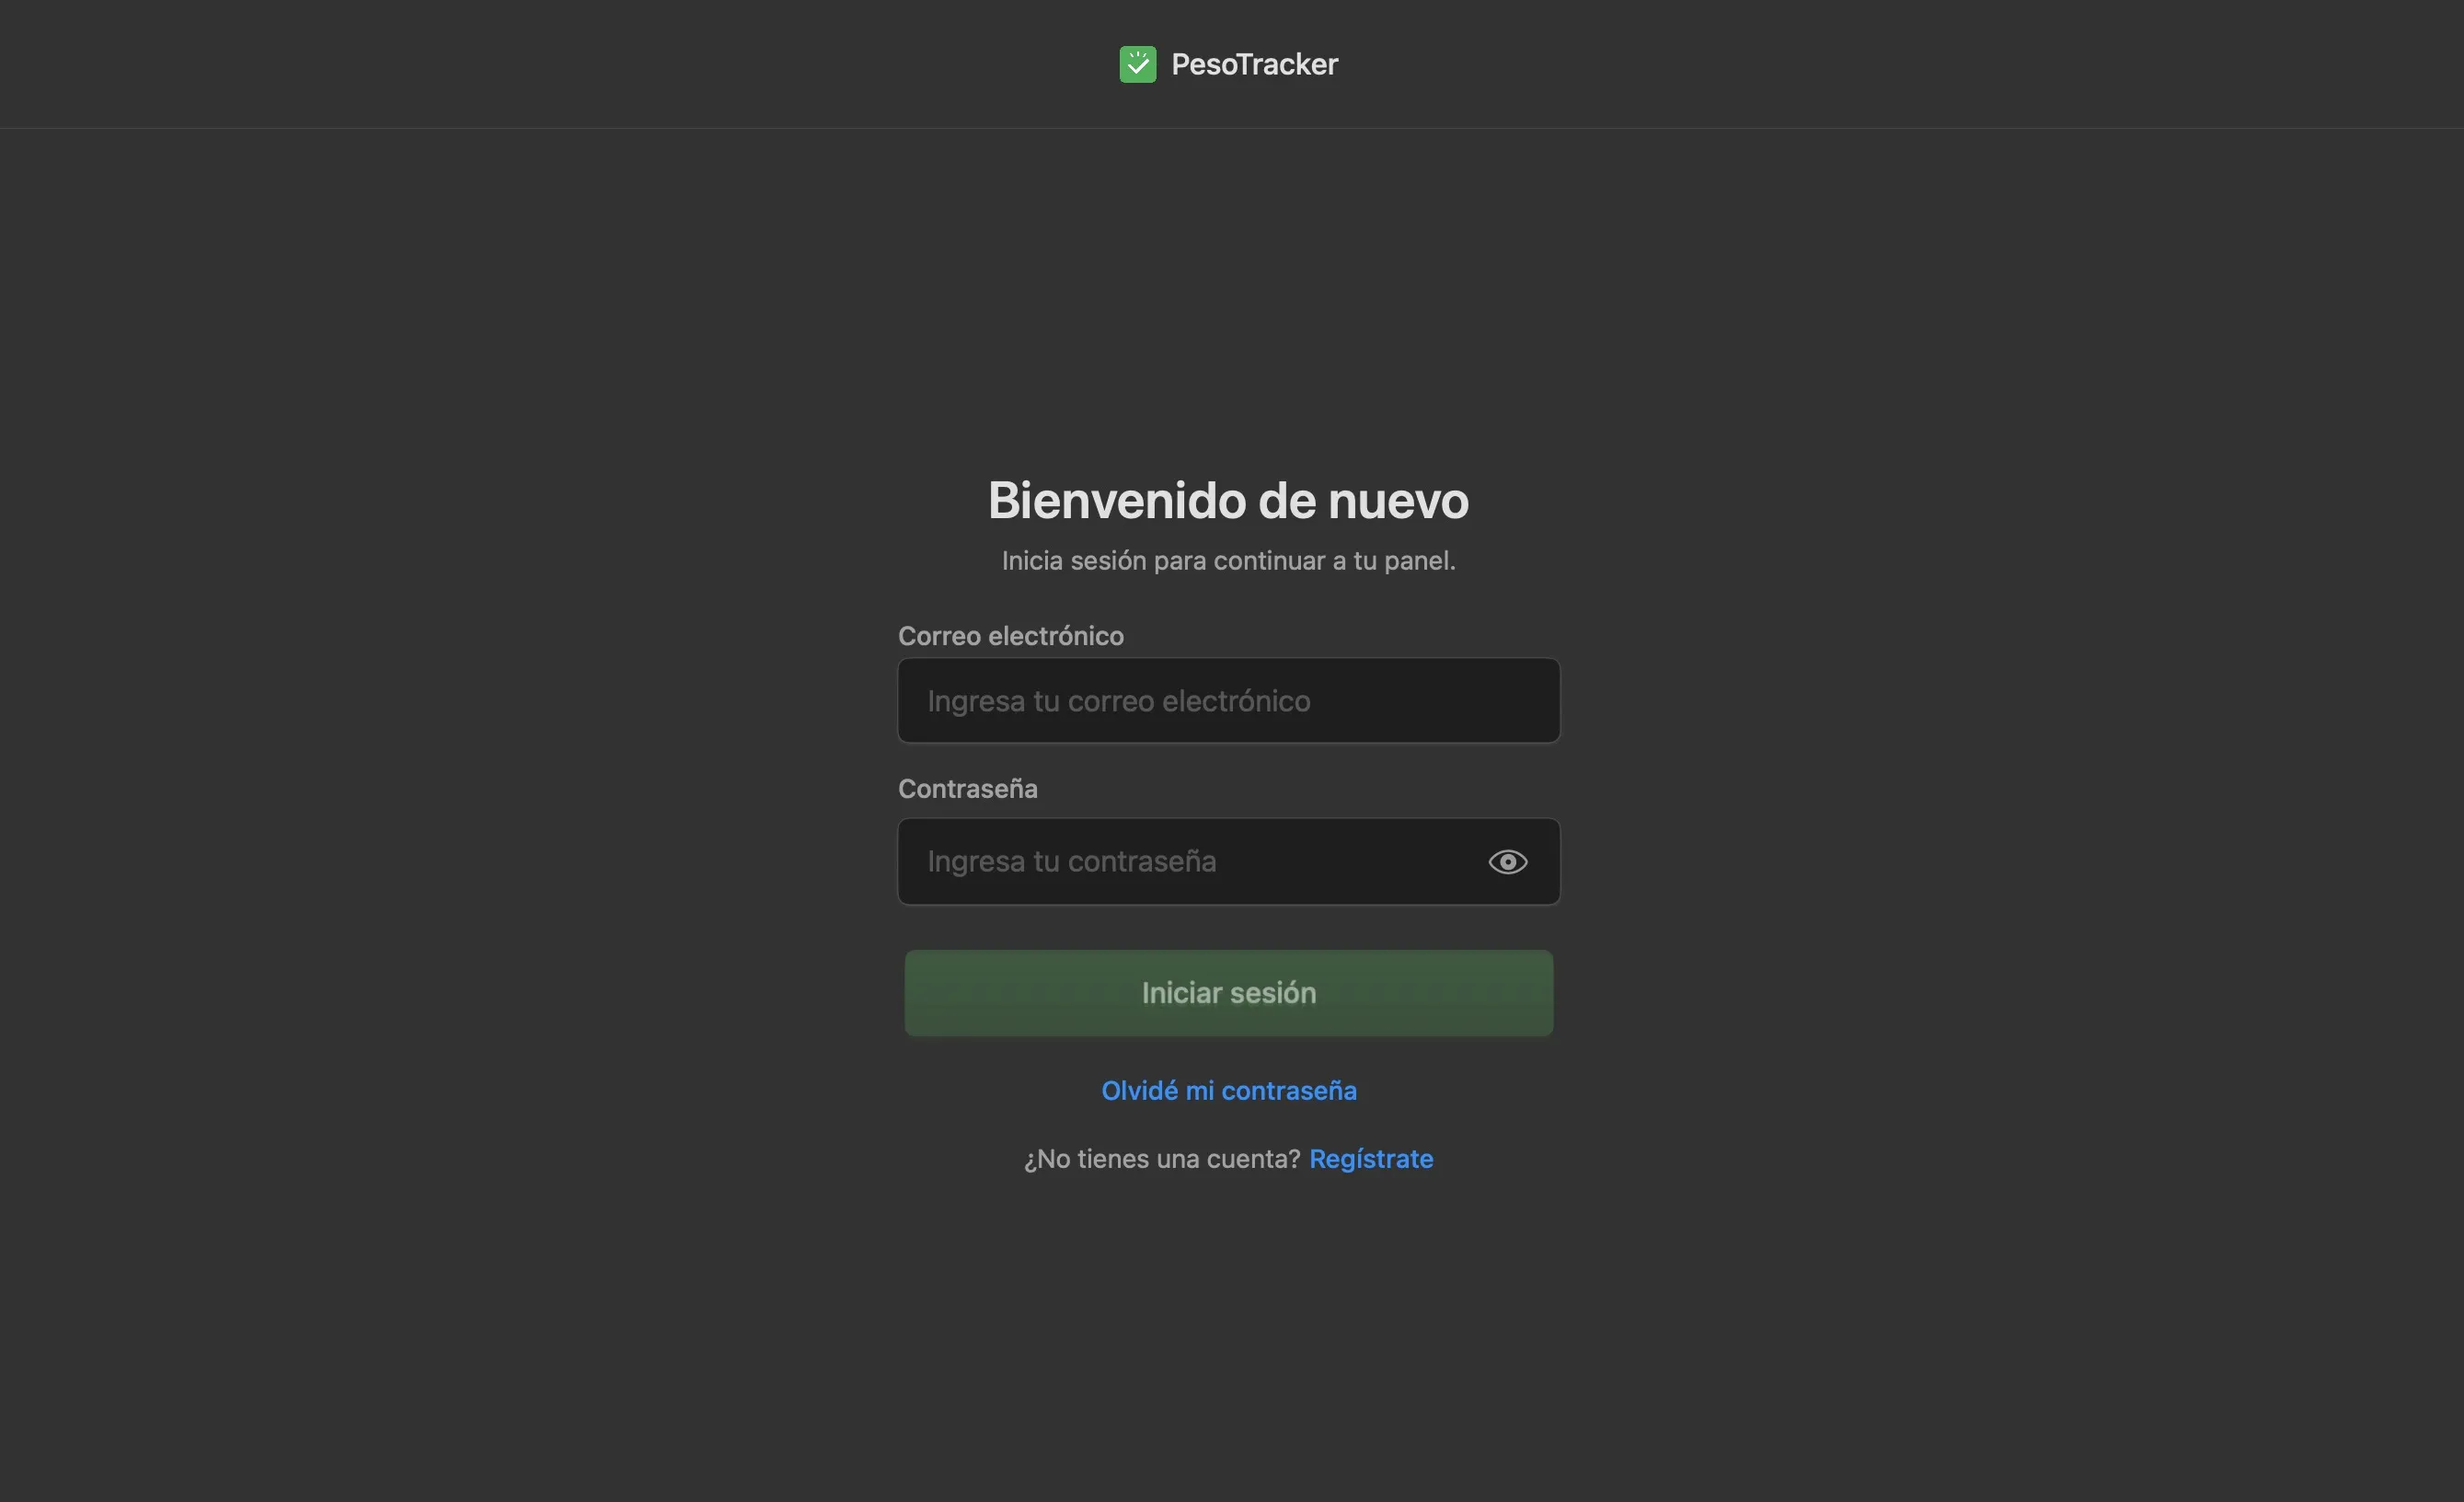 PesoTracker
Bienvenido de nuevo
Inicia sesión para continuar a tu panel.
Correo electrónico
Ingresa tu correo electrónico
Contraseña
Ingresa tu contraseña
Iniciar sesión
Olvidé mi contraseña
¿No tienes una cuenta? Regístrate